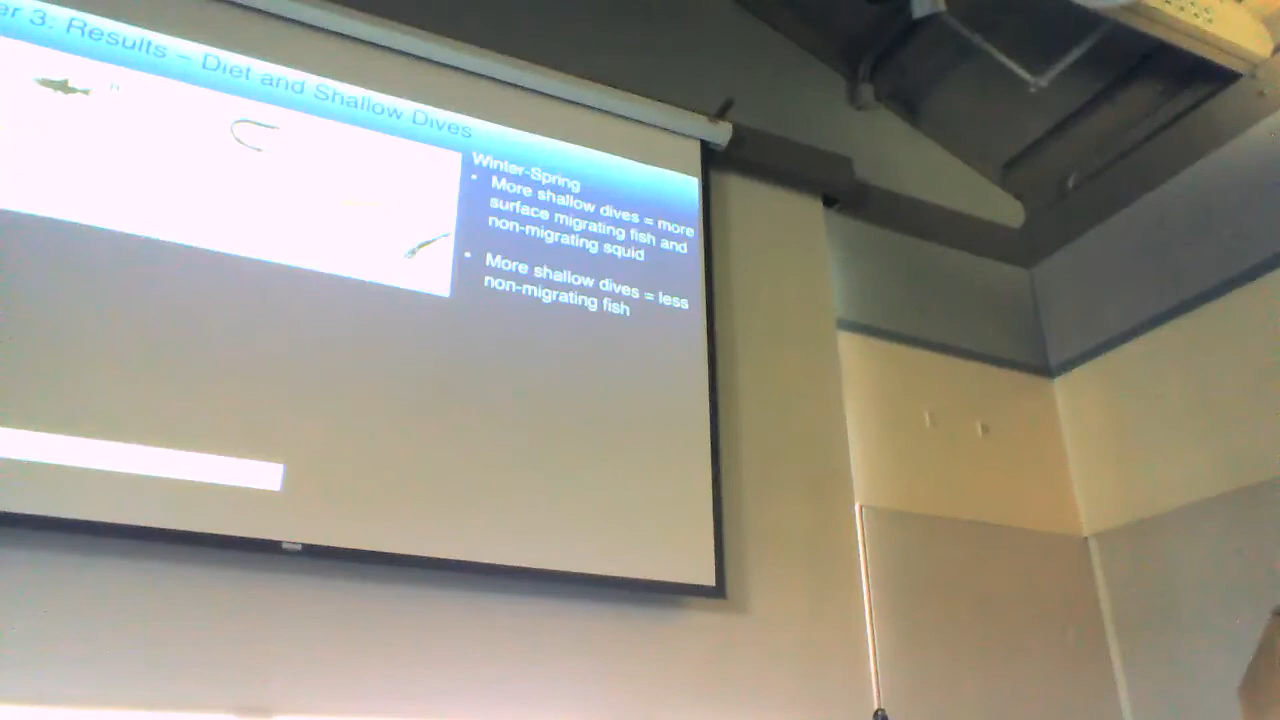 er 3. Results – Diet and Shallow Dives
Winter-Spring
• More shallow dives = more
surface migrating fish and
non-migrating squid
• More shallow dives = less
non-migrating fish